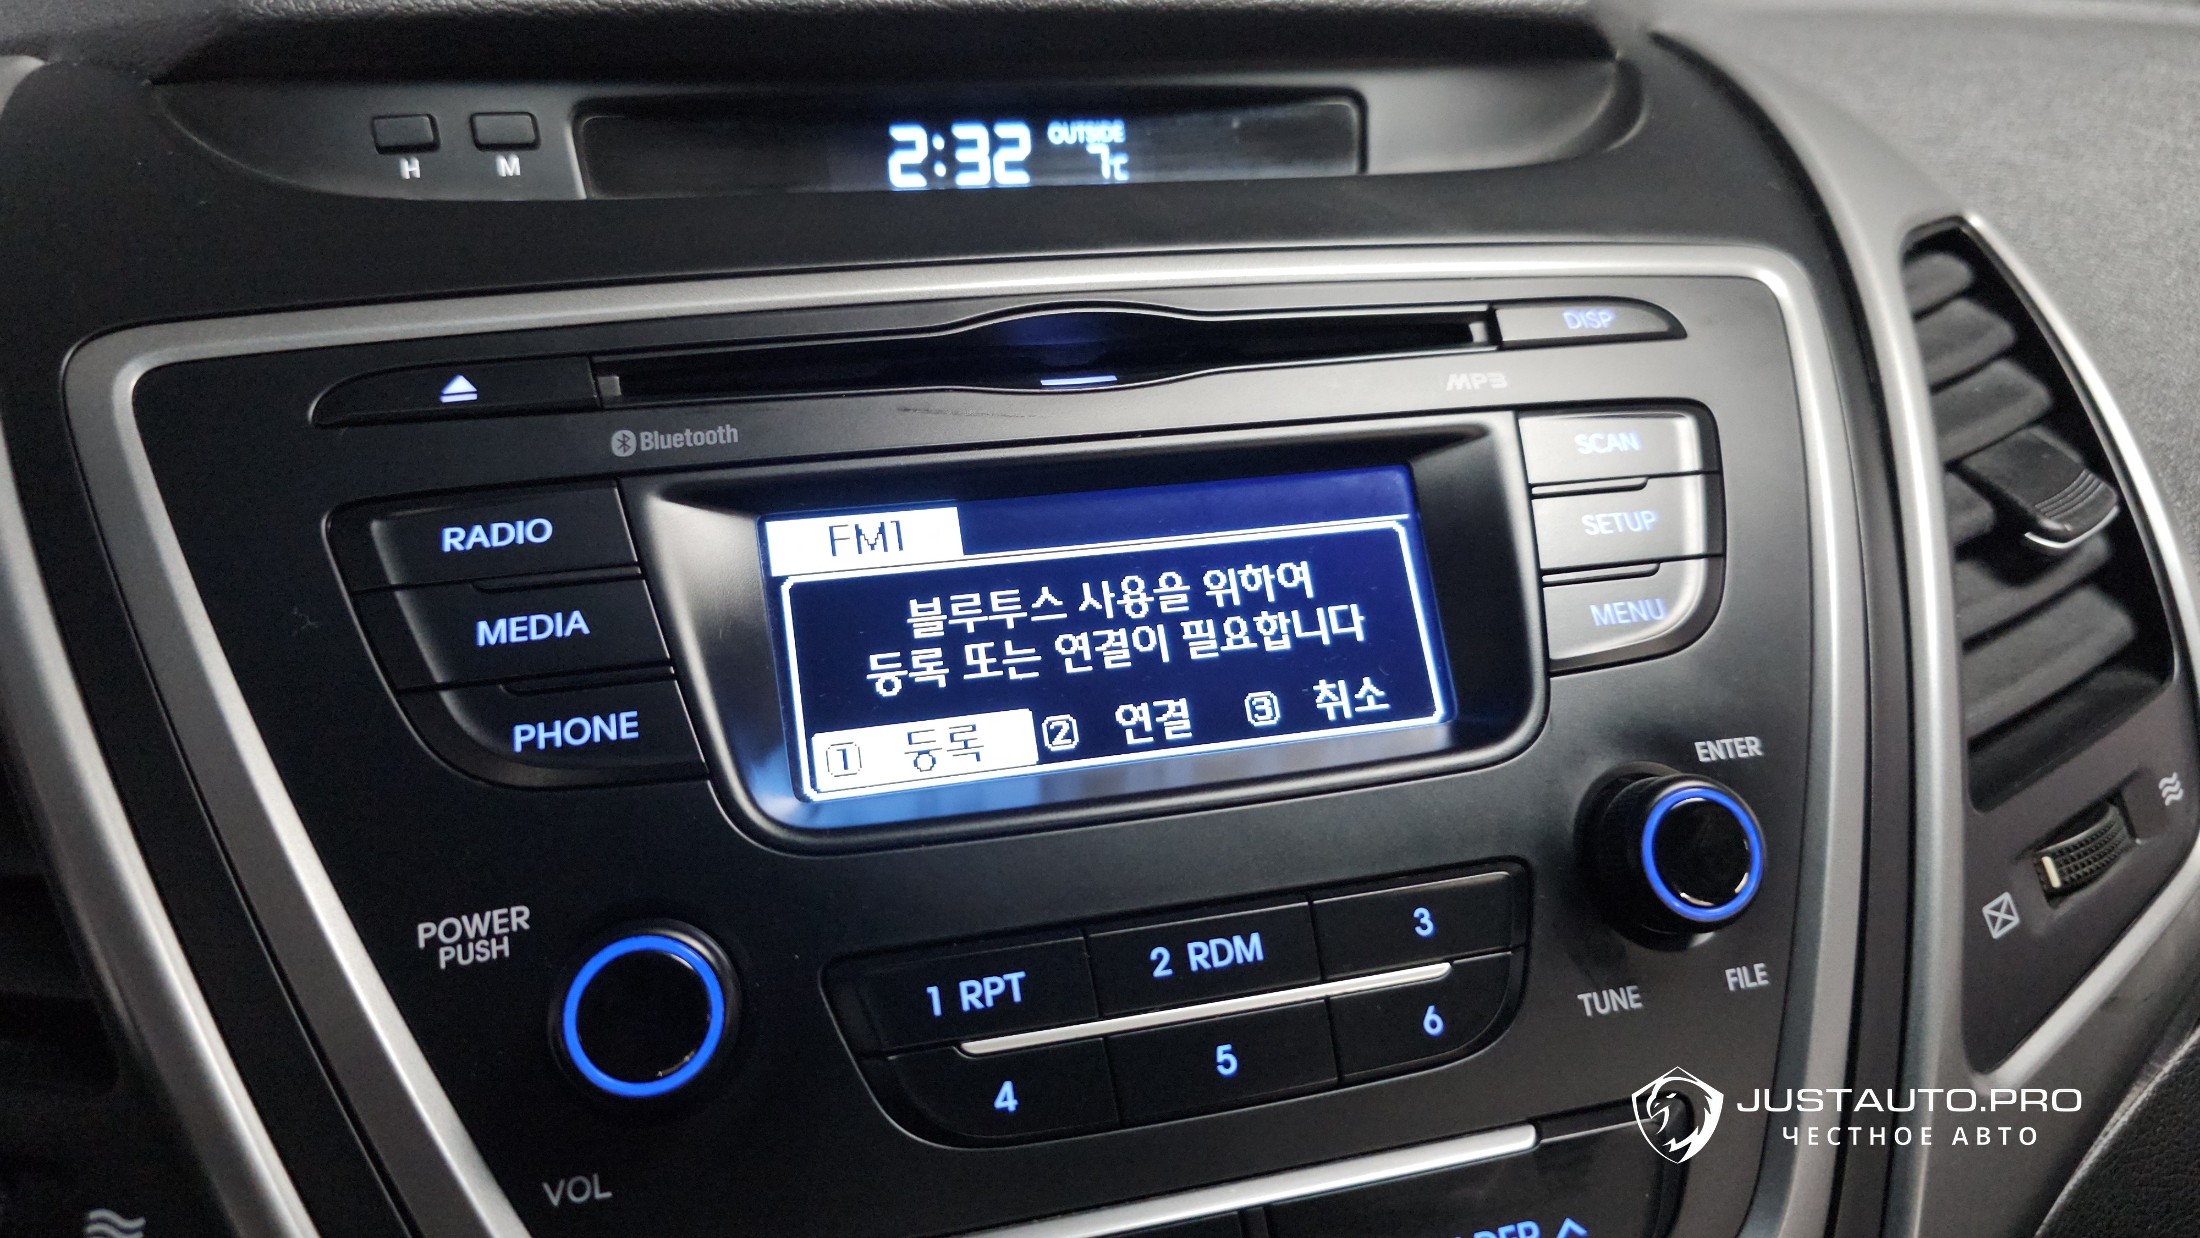 H M
2:32 OUTSIDE
7℃
DISP
MP3
Bluetooth
SCAN
RADIO
FM1
SETUP
블루투스 사용을 위하여
MEDIA
등록 또는 연결이 필요합니다
MENU
PHONE
1 등록 2 연결 3 취소
ENTER
POWER
PUSH
1 RPT 2 RDM 3
TUNE FILE
4 5 6
VOL
JUSTAUTO.PRO
ЧЕСТНОЕ АВТО